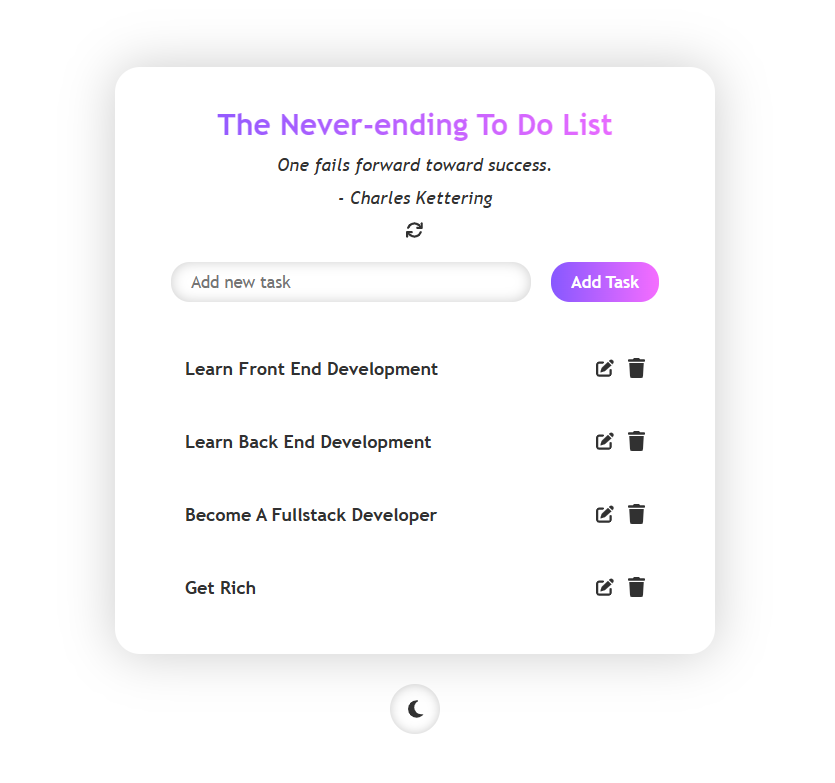 The Never-ending To Do List
One fails forward toward success.
- Charles Kettering
Add new task
Add Task
Learn Front End Development
Learn Back End Development
Become A Fullstack Developer
Get Rich